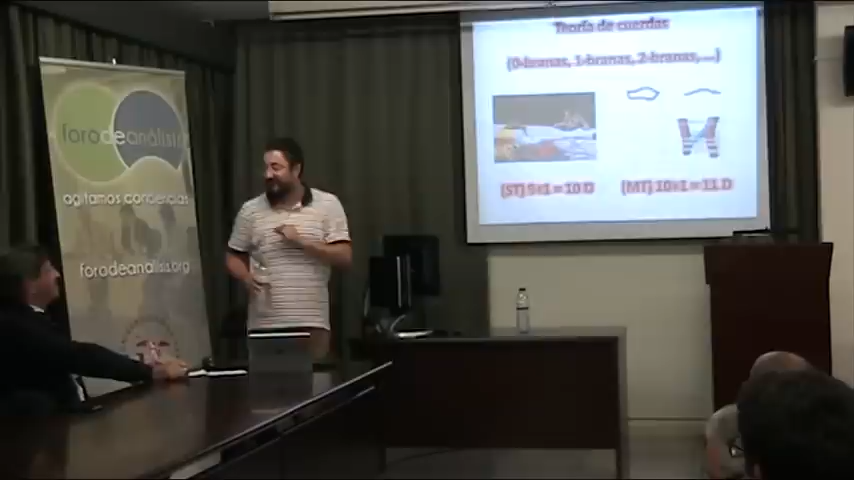 forodeanálisis
agitamos conciencias
forodeanalisis.org
Teoría de cuerdas
(0-branas, 1-branas, 2-branas,...)
(ST) 9+1 = 10 D
(MT) 10+1 = 11 D